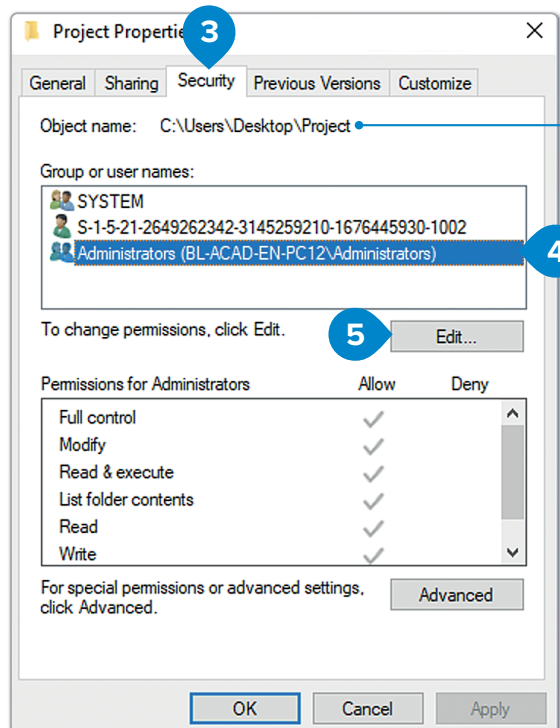 Project Propertie
3
General Sharing Security Previous Versions Customize
Object name: C:\Users\Desktop\Project
Group or user names:
SYSTEM
S-1-5-21-2649262342-3145259210-1676445930-1002
Administrators (BL-ACAD-EN-PC12\Administrators)
4
To change permissions, click Edit.
5
Edit...
Permissions for Administrators Allow Deny
Full control
Modify
Read & execute
List folder contents
Read
Write
For special permissions or advanced settings,
click Advanced.
Advanced
OK Cancel Apply